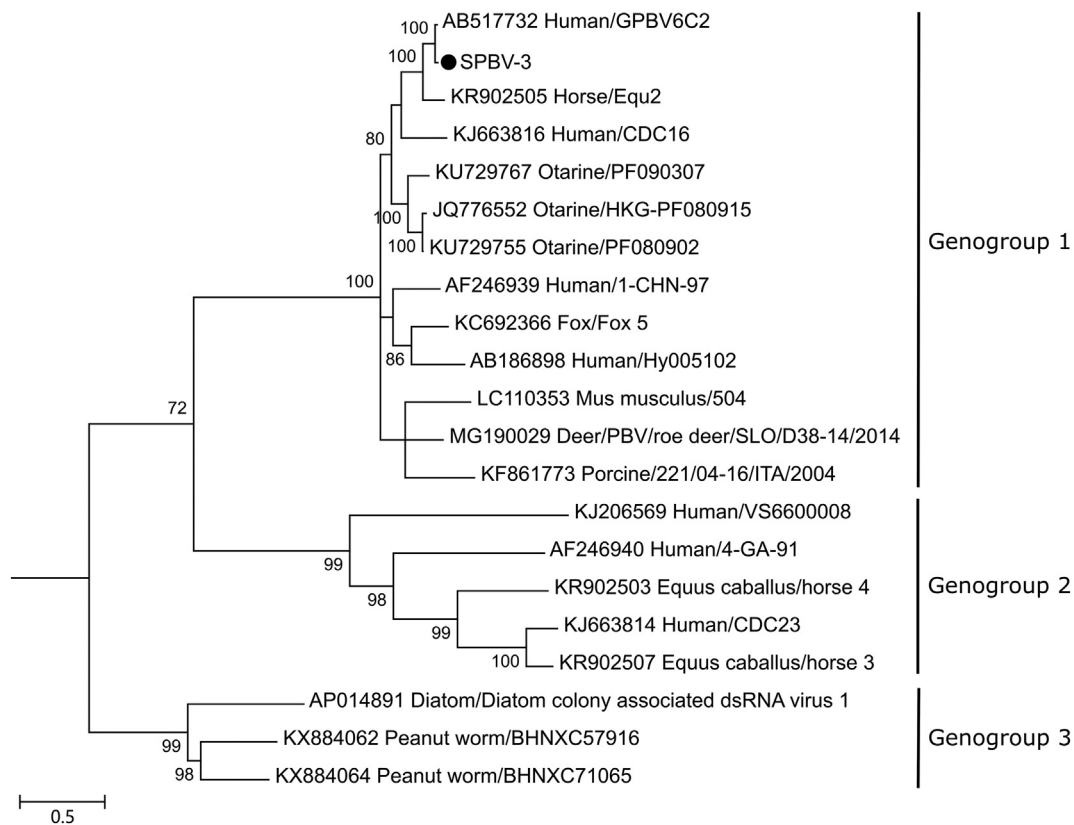 100
AB517732 Human/GPBV6C2
100
SPBV-3
KR902505 Horse/Equ2
80
KJ663816 Human/CDC16
KU729767 Otarine/PF090307
100
JQ776552 Otarine/HKG-PF080915
100
KU729755 Otarine/PF080902
Genogroup 1
100
AF246939 Human/1-CHN-97
KC692366 Fox/Fox 5
86
AB186898 Human/Hy005102
LC110353 Mus musculus/504
72
MG190029 Deer/PBV/roe deer/SLO/D38-14/2014
KF861773 Porcine/221/04-16/ITA/2004
KJ206569 Human/VS6600008
99
AF246940 Human/4-GA-91
98
KR902503 Equus caballus/horse 4
Genogroup 2
99
KJ663814 Human/CDC23
100
KR902507 Equus caballus/horse 3
AP014891 Diatom/Diatom colony associated dsRNA virus 1
99
KX884062 Peanut worm/BHNXC57916
Genogroup 3
98
KX884064 Peanut worm/BHNXC71065
0.5